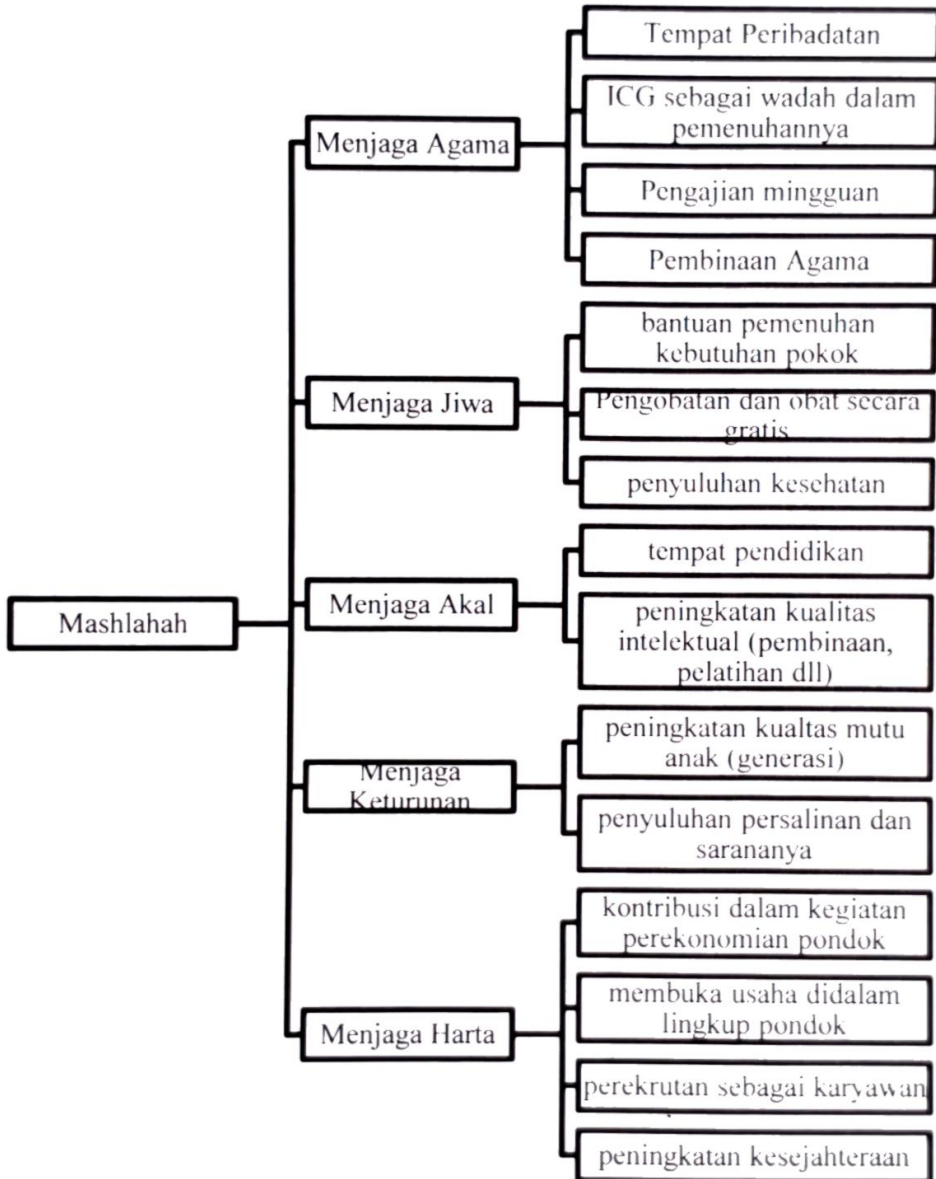 Tempat Peribadatan
ICG sebagai wadah dalam
pemenuhannya
Menjaga Agama
Pengajian mingguan
Pembinaan Agama
bantuan pemenuhan
kebutuhan pokok
Menjaga Jiwa
Pengobatan dan obat secara
gratis
penyuluhan kesehatan
tempat pendidikan
Menjaga Akal
Mashlahah
peningkatan kualitas
intelektual (pembinaan,
pelatihan dll)
peningkatan kualtas mutu
anak (generasi)
Menjaga
Keturunan
penyuluhan persalinan dan
sarananya
kontribusi dalam kegiatan
perekonomian pondok
membuka usaha didalam
lingkup pondok
Menjaga Harta
perekrutan sebagai karyawan
peningkatan kesejahteraan